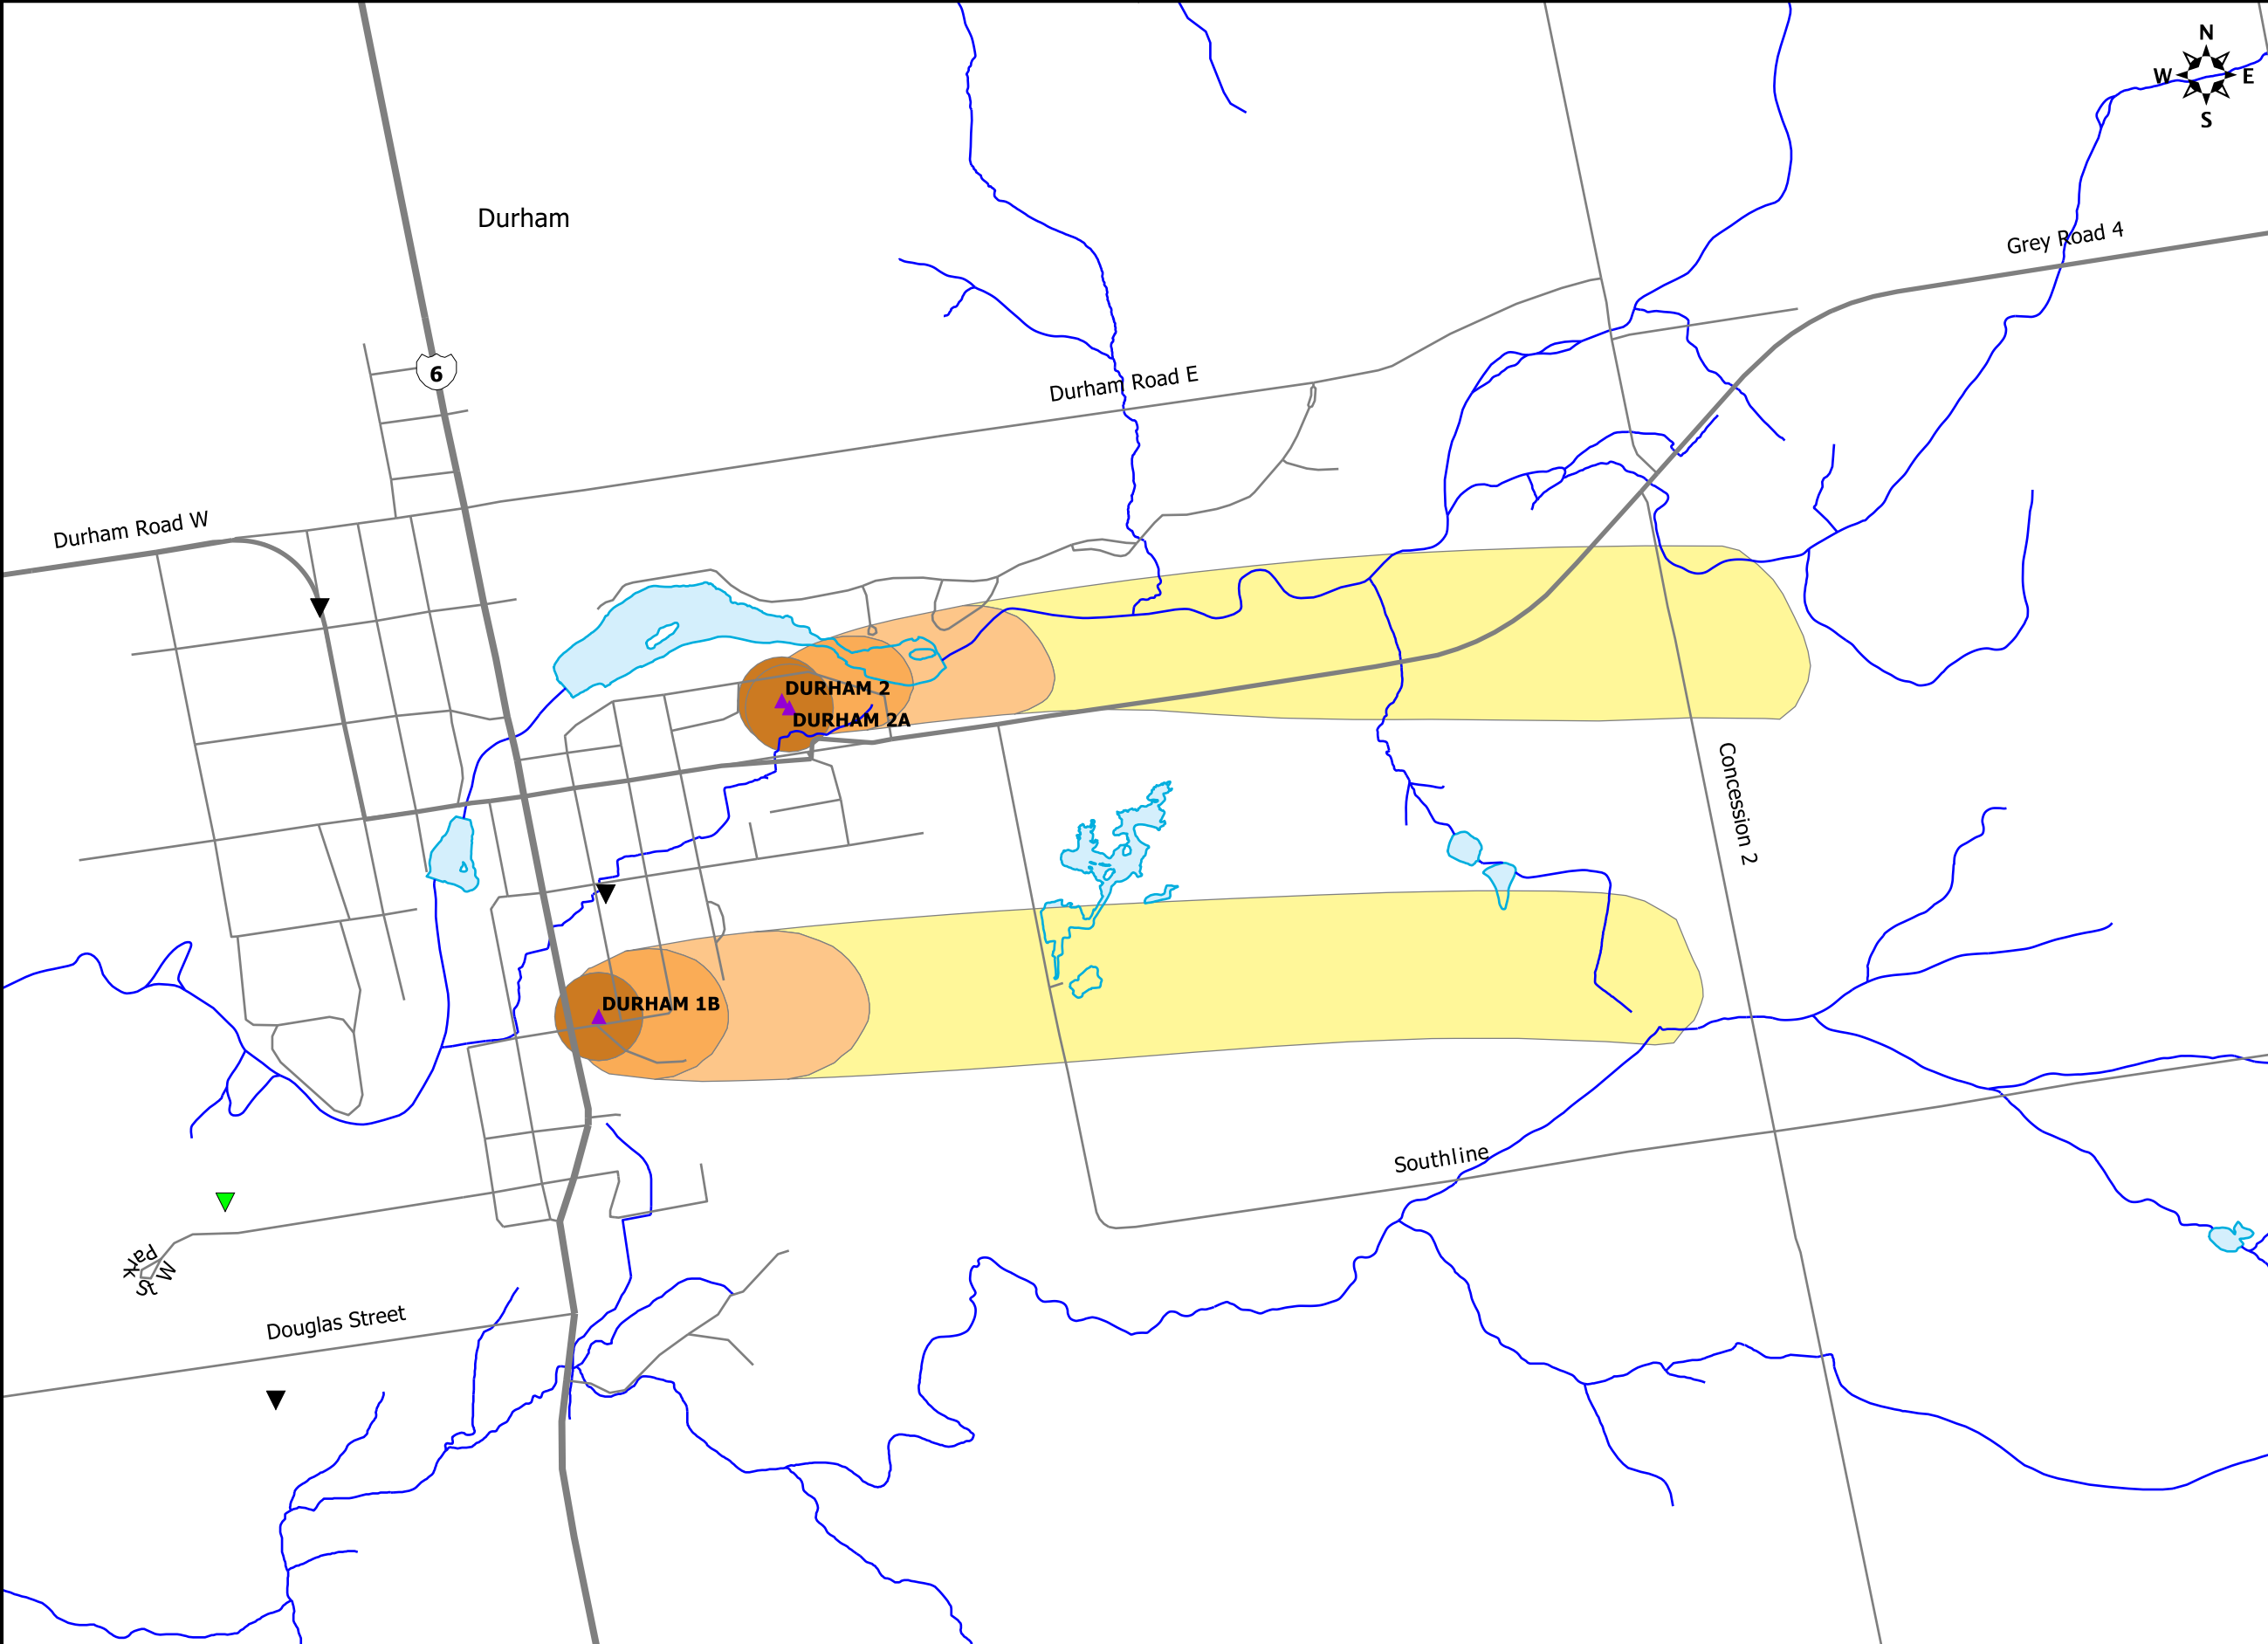 N
W E
S
Durham
Grey Road 4
6
Durham Road E
Durham Road W
DURHAM 2
DURHAM 2A
Concession 2
DURHAM 1B
Southline
Park
St W
Douglas Street